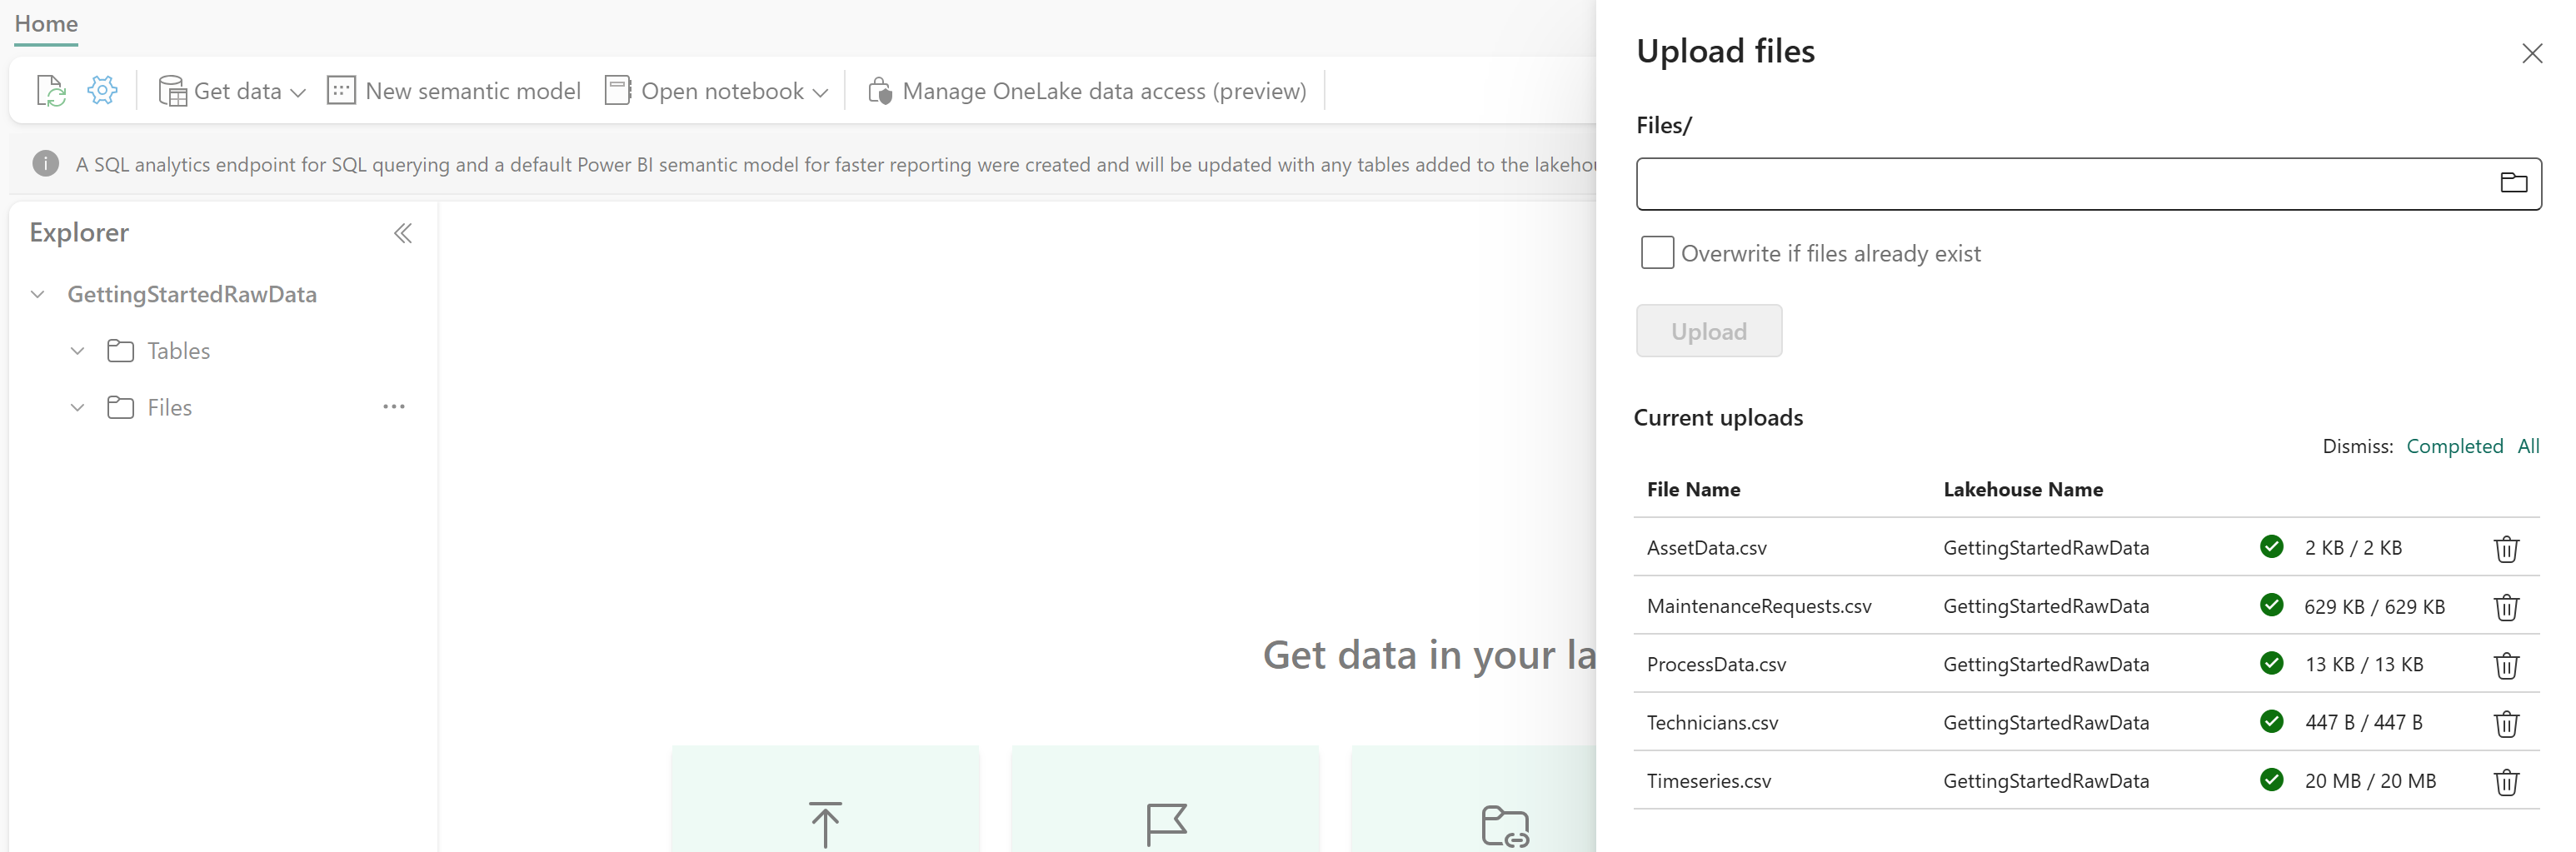 Home
Get data
New semantic model
Open notebook
Manage OneLake data access (preview)
A SQL analytics endpoint for SQL querying and a default Power BI semantic model for faster reporting were created and will be updated with any tables added to the
Explorer
GettingStartedRawData
Tables
Files
Get data in your
Upload files
Files/
Overwrite if files already exist
Upload
Current uploads
Dismiss: Completed All
File Name Lakehouse Name
AssetData.csv GettingStartedRawData 2 KB / 2 KB
MaintenanceRequests.csv GettingStartedRawData 629 KB / 629 KB
ProcessData.csv GettingStartedRawData 13 KB / 13 KB
Technicians.csv GettingStartedRawData 447 B / 447 B
Timeseries.csv GettingStartedRawData 20 MB / 20 MB